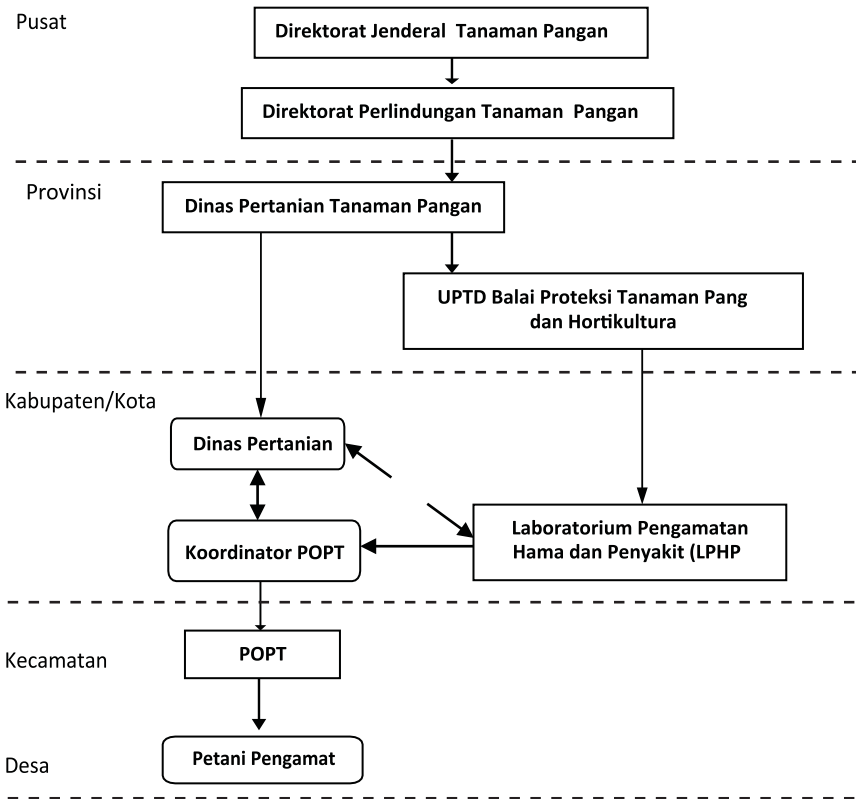 Pusat
Direktorat Jenderal Tanaman Pangan
Direktorat Perlindungan Tanaman Pangan
Provinsi
Dinas Pertanian Tanaman Pangan
UPTD Balai Proteksi Tanaman Pang
dan Hortikultura
Kabupaten/Kota
Dinas Pertanian
Laboratorium Pengamatan
Hama dan Penyakit (LPHP
Koordinator POPT
Kecamatan
POPT
Petani Pengamat
Desa